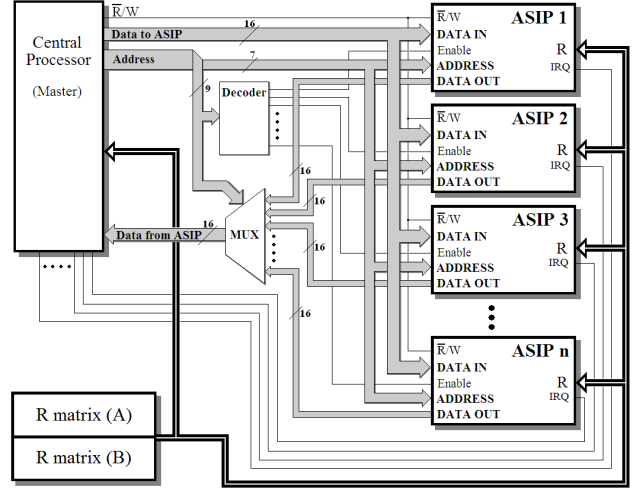 Central
Processor
(Master)
R̅/W
Data to ASIP
16
Address
7
9
Decoder
16
16
16
16
MUX
Data from ASIP
16
R̅/W
ASIP 1
DATA IN
Enable
R
ADDRESS
IRQ
DATA OUT
R̅/W
ASIP 2
DATA IN
Enable
R
ADDRESS
IRQ
DATA OUT
R̅/W
ASIP 3
DATA IN
Enable
R
ADDRESS
IRQ
DATA OUT
R̅/W
ASIP n
DATA IN
Enable
R
ADDRESS
IRQ
DATA OUT
R matrix (A)
R matrix (B)